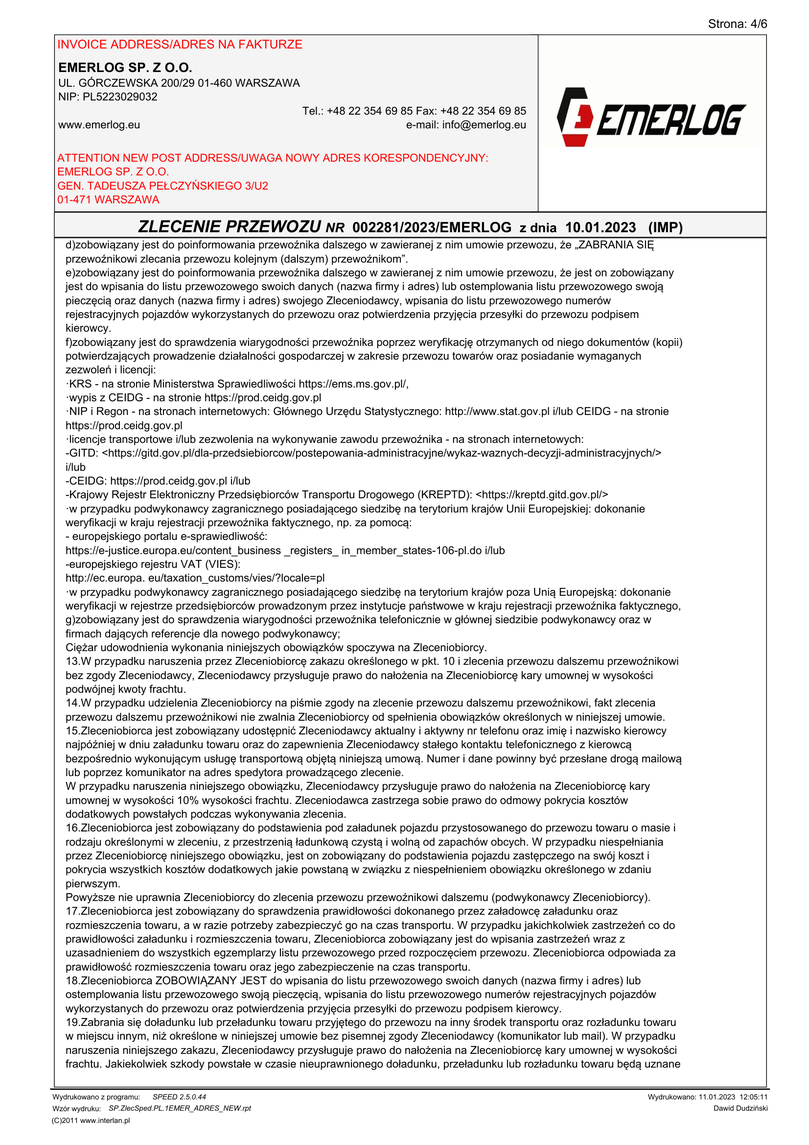 Strona: 4/6
INVOICE ADDRESS/ADRES NA FAKTURZE
EMERLOG SP. Z O.O.
UL. GÓRCZEWSKA 200/29 01-460 WARSZAWA
NIP: PL5223029032
Tel.: +48 22 354 69 85 Fax: +48 22 354 69 85
www.emerlog.eu e-mail: info@emerlog.eu
EMERLOG
ATTENTION NEW POST ADDRESS/UWAGA NOWY ADRES KORESPONDENCYJNY:
EMERLOG SP. Z O.O.
GEN. TADEUSZA PEŁCZYŃSKIEGO 3/U2
01-471 WARSZAWA
ZLECENIE PRZEWOZU NR 002281/2023/EMERLOG z dnia 10.01.2023 (IMP)
d)zobowiązany jest do poinformowania przewoźnika dalszego w zawieranej z nim umowie przewozu, że „ZABRANIA SIĘ
przewoźnikowi zlecania przewozu kolejnym (dalszym) przewoźnikom”.
e)zobowiązany jest do poinformowania przewoźnika dalszego w zawieranej z nim umowie przewozu, że jest on zobowiązany
jest do wpisania do listu przewozowego swoich danych (nazwa firmy i adres) lub ostemplowania listu przewozowego swoją
pieczęcią oraz danych (nazwa firmy i adres) swojego Zleceniodawcy, wpisania do listu przewozowego numerów
rejestracyjnych pojazdów wykorzystanych do przewozu oraz potwierdzenia przyjęcia przesyłki do przewozu podpisem
kierowcy.
f)zobowiązany jest do sprawdzenia wiarygodności przewoźnika poprzez weryfikację otrzymanych od niego dokumentów (kopii)
potwierdzających prowadzenie działalności gospodarczej w zakresie przewozu towarów oraz posiadanie wymaganych
zezwoleń i licencji:
·KRS - na stronie Ministerstwa Sprawiedliwości https://ems.ms.gov.pl/,
·wypis z CEIDG - na stronie https://prod.ceidg.gov.pl
·NIP i Regon - na stronach internetowych: Głównego Urzędu Statystycznego: http://www.stat.gov.pl i/lub CEIDG - na stronie
https://prod.ceidg.gov.pl
·licencje transportowe i/lub zezwolenia na wykonywanie zawodu przewoźnika - na stronach internetowych:
-GITD: <https://gitd.gov.pl/dla-przedsiebiorcow/postepowania-administracyjne/wykaz-waznych-decyzji-administracyjnych/>
i/lub
-CEIDG: https://prod.ceidg.gov.pl i/lub
-Krajowy Rejestr Elektroniczny Przedsiębiorców Transportu Drogowego (KREPTD): <https://kreptd.gitd.gov.pl/>
·w przypadku podwykonawcy zagranicznego posiadającego siedzibę na terytorium krajów Unii Europejskiej: dokonanie
weryfikacji w kraju rejestracji przewoźnika faktycznego, np. za pomocą:
- europejskiego portalu e-sprawiedliwość:
https://e-justice.europa.eu/content_business _registers_ in_member_states-106-pl.do i/lub
-europejskiego rejestru VAT (VIES):
http://ec.europa. eu/taxation_customs/vies/?locale=pl
·w przypadku podwykonawcy zagranicznego posiadającego siedzibę na terytorium krajów poza Unią Europejską: dokonanie
weryfikacji w rejestrze przedsiębiorców prowadzonym przez instytucje państwowe w kraju rejestracji przewoźnika faktycznego,
g)zobowiązany jest do sprawdzenia wiarygodności przewoźnika telefonicznie w głównej siedzibie podwykonawcy oraz w
firmach dających referencje dla nowego podwykonawcy;
Ciężar udowodnienia wykonania niniejszych obowiązków spoczywa na Zleceniobiorcy.
13.W przypadku naruszenia przez Zleceniobiorcę zakazu określonego w pkt. 10 i zlecenia przewozu dalszemu przewoźnikowi
bez zgody Zleceniodawcy, Zleceniodawcy przysługuje prawo do nałożenia na Zleceniobiorcę kary umownej w wysokości
podwójnej kwoty frachtu.
14.W przypadku udzielenia Zleceniobiorcy na piśmie zgody na zlecenie przewozu dalszemu przewoźnikowi, fakt zlecenia
przewozu dalszemu przewoźnikowi nie zwalnia Zleceniobiorcy od spełnienia obowiązków określonych w niniejszej umowie.
15.Zleceniobiorca jest zobowiązany udostępnić Zleceniodawcy aktualny i aktywny nr telefonu oraz imię i nazwisko kierowcy
najpóźniej w dniu załadunku towaru oraz do zapewnienia Zleceniodawcy stałego kontaktu telefonicznego z kierowcą
bezpośrednio wykonującym usługę transportową objętą niniejszą umową. Numer i dane powinny być przesłane drogą mailową
lub poprzez komunikator na adres spedytora prowadzącego zlecenie.
W przypadku naruszenia niniejszego obowiązku, Zleceniodawcy przysługuje prawo do nałożenia na Zleceniobiorcę kary
umownej w wysokości 10% wysokości frachtu. Zleceniodawca zastrzega sobie prawo do odmowy pokrycia kosztów
dodatkowych powstałych podczas wykonywania zlecenia.
16.Zleceniobiorca jest zobowiązany do podstawienia pod załadunek pojazdu przystosowanego do przewozu towaru o masie i
rodzaju określonymi w zleceniu, z przestrzenią ładunkową czystą i wolną od zapachów obcych. W przypadku niespełniania
przez Zleceniobiorcę niniejszego obowiązku, jest on zobowiązany do podstawienia pojazdu zastępczego na swój koszt i
pokrycia wszystkich kosztów dodatkowych jakie powstaną w związku z niespełnieniem obowiązku określonego w zdaniu
pierwszym.
Powyższe nie uprawnia Zleceniobiorcy do zlecenia przewozu przewoźnikowi dalszemu (podwykonawcy Zleceniobiorcy).
17.Zleceniobiorca jest zobowiązany do sprawdzenia prawidłowości dokonanego przez załadowcę załadunku oraz
rozmieszczenia towaru, a w razie potrzeby zabezpieczyć go na czas transportu. W przypadku jakichkolwiek zastrzeżeń co do
prawidłowości załadunku i rozmieszczenia towaru, Zleceniobiorca zobowiązany jest do wpisania zastrzeżeń wraz z
uzasadnieniem do wszystkich egzemplarzy listu przewozowego przed rozpoczęciem przewozu. Zleceniobiorca odpowiada za
prawidłowość rozmieszczenia towaru oraz jego zabezpieczenie na czas transportu.
18.Zleceniobiorca ZOBOWIĄZANY JEST do wpisania do listu przewozowego swoich danych (nazwa firmy i adres) lub
ostemplowania listu przewozowego swoją pieczęcią, wpisania do listu przewozowego numerów rejestracyjnych pojazdów
wykorzystanych do przewozu oraz potwierdzenia przyjęcia przesyłki do przewozu podpisem kierowcy.
19.Zabrania się doładunku lub przeładunku towaru przyjętego do przewozu na inny środek transportu oraz rozładunku towaru
w miejscu innym, niż określone w niniejszej umowie bez pisemnej zgody Zleceniodawcy (komunikator lub mail). W przypadku
naruszenia niniejszego zakazu, Zleceniodawcy przysługuje prawo do nałożenia na Zleceniobiorcę kary umownej w wysokości
frachtu. Jakiekolwiek szkody powstałe w czasie nieuprawnionego doładunku, przeładunku lub rozładunku towaru będą uznane
Wydrukowano z programu: SPEED 2.5.0.44 Wydrukowano: 11.01.2023 12:05:11
Wzór wydruku: SP.ZlecSped.PL.1EMER_ADRES_NEW.rpt Dawid Dudziński
(C)2011 www.interlan.pl